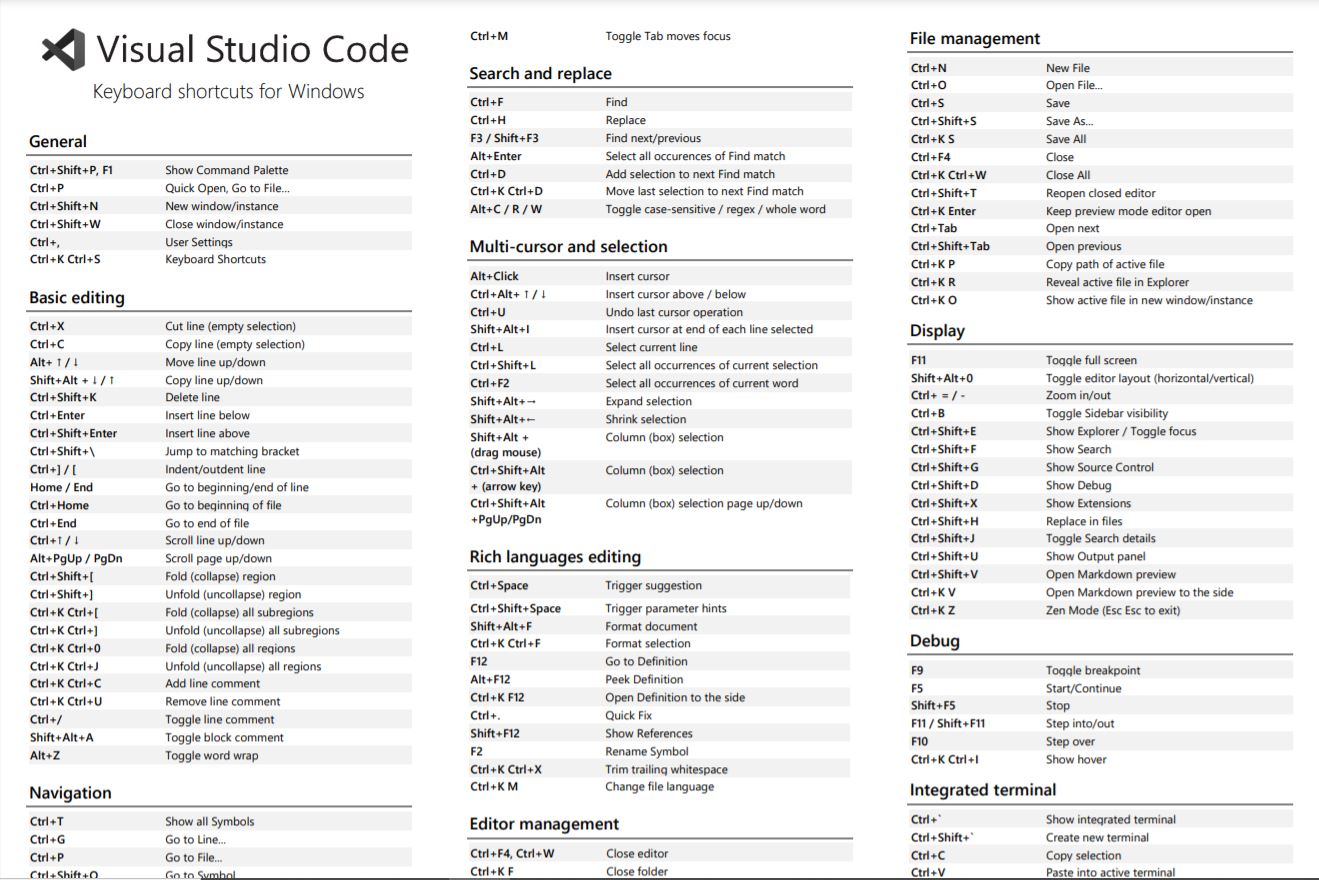 Visual Studio Code
Keyboard shortcuts for Windows
General
Ctrl+Shift+P, F1 Show Command Palette
Ctrl+P Quick Open, Go to File…
Ctrl+Shift+N New window/instance
Ctrl+Shift+W Close window/instance
Ctrl+, User Settings
Ctrl+K Ctrl+S Keyboard Shortcuts
Basic editing
Ctrl+X Cut line (empty selection)
Ctrl+C Copy line (empty selection)
Alt+ ↑ / ↓ Move line up/down
Shift+Alt + ↓ / ↑ Copy line up/down
Ctrl+Shift+K Delete line
Ctrl+Enter Insert line below
Ctrl+Shift+Enter Insert line above
Ctrl+Shift+\ Jump to matching bracket
Ctrl+] / [ Indent/outdent line
Home / End Go to beginning/end of line
Ctrl+Home Go to beginning of file
Ctrl+End Go to end of file
Ctrl+↑ / ↓ Scroll line up/down
Alt+PgUp / PgDn Scroll page up/down
Ctrl+Shift+[ Fold (collapse) region
Ctrl+Shift+] Unfold (uncollapse) region
Ctrl+K Ctrl+[ Fold (collapse) all subregions
Ctrl+K Ctrl+] Unfold (uncollapse) all subregions
Ctrl+K Ctrl+0 Fold (collapse) all regions
Ctrl+K Ctrl+J Unfold (uncollapse) all regions
Ctrl+K Ctrl+C Add line comment
Ctrl+K Ctrl+U Remove line comment
Ctrl+/ Toggle line comment
Shift+Alt+A Toggle block comment
Alt+Z Toggle word wrap
Navigation
Ctrl+T Show all Symbols
Ctrl+G Go to Line...
Ctrl+P Go to File...
Ctrl+Shift+O Go to Symbol
Ctrl+M Toggle Tab moves focus
Search and replace
Ctrl+F Find
Ctrl+H Replace
F3 / Shift+F3 Find next/previous
Alt+Enter Select all occurences of Find match
Ctrl+D Add selection to next Find match
Ctrl+K Ctrl+D Move last selection to next Find match
Alt+C / R / W Toggle case-sensitive / regex / whole word
Multi-cursor and selection
Alt+Click Insert cursor
Ctrl+Alt+ ↑ / ↓ Insert cursor above / below
Ctrl+U Undo last cursor operation
Shift+Alt+I Insert cursor at end of each line selected
Ctrl+L Select current line
Ctrl+Shift+L Select all occurrences of current selection
Ctrl+F2 Select all occurrences of current word
Shift+Alt+→ Expand selection
Shift+Alt+← Shrink selection
Shift+Alt + Column (box) selection
(drag mouse)
Ctrl+Shift+Alt Column (box) selection
+ (arrow key)
Ctrl+Shift+Alt Column (box) selection page up/down
+PgUp/PgDn
Rich languages editing
Ctrl+Space Trigger suggestion
Ctrl+Shift+Space Trigger parameter hints
Shift+Alt+F Format document
Ctrl+K Ctrl+F Format selection
F12 Go to Definition
Alt+F12 Peek Definition
Ctrl+K F12 Open Definition to the side
Ctrl+. Quick Fix
Shift+F12 Show References
F2 Rename Symbol
Ctrl+K Ctrl+X Trim trailing whitespace
Ctrl+K M Change file language
Editor management
Ctrl+F4, Ctrl+W Close editor
Ctrl+K F Close folder
File management
Ctrl+N New File
Ctrl+O Open File...
Ctrl+S Save
Ctrl+Shift+S Save As...
Ctrl+K S Save All
Ctrl+F4 Close
Ctrl+K Ctrl+W Close All
Ctrl+Shift+T Reopen closed editor
Ctrl+K Enter Keep preview mode editor open
Ctrl+Tab Open next
Ctrl+Shift+Tab Open previous
Ctrl+K P Copy path of active file
Ctrl+K R Reveal active file in Explorer
Ctrl+K O Show active file in new window/instance
Display
F11 Toggle full screen
Shift+Alt+0 Toggle editor layout (horizontal/vertical)
Ctrl+ = / - Zoom in/out
Ctrl+B Toggle Sidebar visibility
Ctrl+Shift+E Show Explorer / Toggle focus
Ctrl+Shift+F Show Search
Ctrl+Shift+G Show Source Control
Ctrl+Shift+D Show Debug
Ctrl+Shift+X Show Extensions
Ctrl+Shift+H Replace in files
Ctrl+Shift+J Toggle Search details
Ctrl+Shift+U Show Output panel
Ctrl+Shift+V Open Markdown preview
Ctrl+K V Open Markdown preview to the side
Ctrl+K Z Zen Mode (Esc Esc to exit)
Debug
F9 Toggle breakpoint
F5 Start/Continue
Shift+F5 Stop
F11 / Shift+F11 Step into/out
F10 Step over
Ctrl+K Ctrl+I Show hover
Integrated terminal
Ctrl+` Show integrated terminal
Ctrl+Shift+` Create new terminal
Ctrl+C Copy selection
Ctrl+V Paste into active terminal